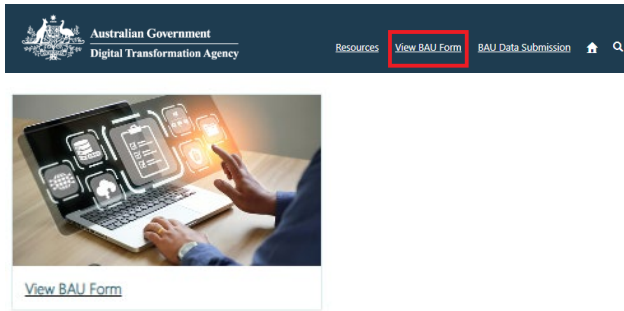 Australian Government
Digital Transformation Agency
Resources View BAU Form BAU Data Submission
View BAU Form